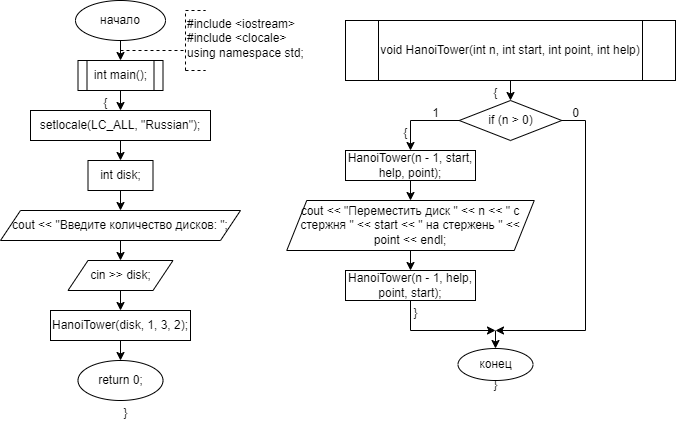 начало
#include <iostream>
#include <clocale>
using namespace std;
int main();
{
setlocale(LC_ALL, "Russian");
int disk;
cout << "Введите количество дисков: ";
cin >> disk;
HanoiTower(disk, 1, 3, 2);
return 0;
}
void HanoiTower(int n, int start, int point, int help)
{
if (n > 0)
1
0
{
HanoiTower(n - 1, start,
help, point);
cout << "Переместить диск " << n << " с
стержня " << start << " на стержень " <<
point << endl;
HanoiTower(n - 1, help,
point, start);
}
конец
}